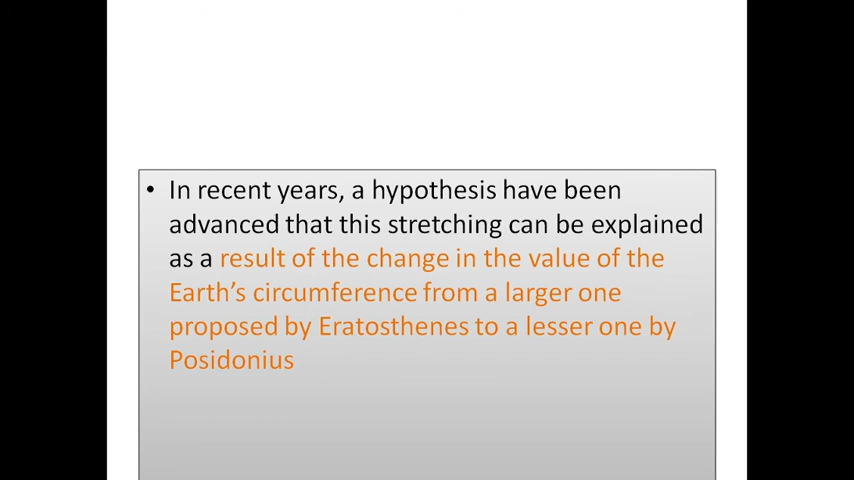 • In recent years, a hypothesis have been
advanced that this stretching can be explained
as a result of the change in the value of the
Earth's circumference from a larger one
proposed by Eratosthenes to a lesser one by
Posidonius